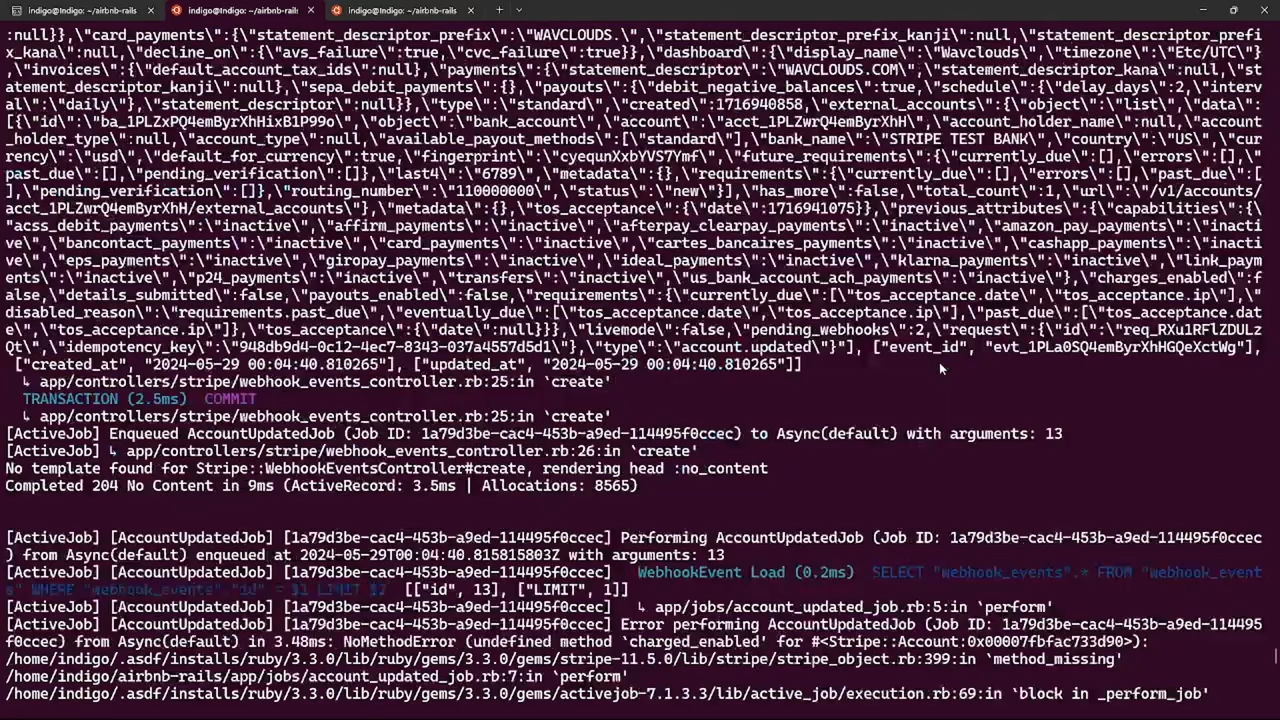 indigo@Indigo: ~/airbnb-rails indigo@Indigo: ~/airbnb-rails indigo@Indigo: ~/airbnb-rails
:null}},\"card_payments\":{\"statement_descriptor_prefix\":\"WAVCLOUDS.\",\"statement_descriptor_prefix_kanji\":null,\"statement_descriptor_prefi
x_kana\":null,\"decline_on\":{\"avs_failure\":true,\"cvc_failure\":true}},\"dashboard\":{\"display_name\":\"Wavclouds\",\"timezone\":\"Etc/UTC\"}
,\"invoices\":{\"default_account_tax_ids\":null},\"payments\":{\"statement_descriptor\":\"WAVCLOUDS.COM\",\"statement_descriptor_kana\":null,\"st
atement_descriptor_kanji\":null},\"sepa_debit_payments\":{},\"payouts\":{\"debit_negative_balances\":true,\"schedule\":{\"delay_days\":2,\"interv
al\":\"daily\"},\"statement_descriptor\":null}},\"type\":\"standard\",\"created\":1716940858,\"external_accounts\":{\"object\":\"list\",\"data\":
[{\"id\":\"ba_1PLZxPQ4emByrXhHixB1P99o\",\"object\":\"bank_account\",\"account\":\"acct_1PLZwrQ4emByrXhH\",\"account_holder_name\":null,\"account
_holder_type\":null,\"account_type\":null,\"available_payout_methods\":[\"standard\"],\"bank_name\":\"STRIPE TEST BANK\",\"country\":\"US\",\"cur
rency\":\"usd\",\"default_for_currency\":true,\"fingerprint\":\"cyequnXxbYVS7Ymf\",\"future_requirements\":{\"currently_due\":[],\"errors\":[],\"
past_due\":[],\"pending_verification\":[]},\"last4\":\"6789\",\"metadata\":{},\"requirements\":{\"currently_due\":[],\"errors\":[],\"past_due\":[
],\"pending_verification\":[]},\"routing_number\":\"110000000\",\"status\":\"new\"}],\"has_more\":false,\"total_count\":1,\"url\":\"/v1/accounts/
acct_1PLZwrQ4emByrXhH/external_accounts\"},\"metadata\":{},\"tos_acceptance\":{\"date\":1716941075}},\"previous_attributes\":{\"capabilities\":{\
"acss_debit_payments\":\"inactive\",\"affirm_payments\":\"inactive\",\"afterpay_clearpay_payments\":\"inactive\",\"amazon_pay_payments\":\"inacti
ve\",\"bancontact_payments\":\"inactive\",\"card_payments\":\"inactive\",\"cartes_bancaires_payments\":\"inactive\",\"cashapp_payments\":\"inacti
ve\",\"eps_payments\":\"inactive\",\"giropay_payments\":\"inactive\",\"ideal_payments\":\"inactive\",\"klarna_payments\":\"inactive\",\"link_paym
ents\":\"inactive\",\"p24_payments\":\"inactive\",\"transfers\":\"inactive\",\"us_bank_account_ach_payments\":\"inactive\"},\"charges_enabled\":f
alse,\"details_submitted\":false,\"payouts_enabled\":false,\"requirements\":{\"currently_due\":[\"tos_acceptance.date\",\"tos_acceptance.ip\"],\"
disabled_reason\":\"requirements.past_due\",\"eventually_due\":[\"tos_acceptance.date\",\"tos_acceptance.ip\"],\"past_due\":[\"tos_acceptance.dat
e\",\"tos_acceptance.ip\"]},\"tos_acceptance\":{\"date\":null}}},\"livemode\":false,\"pending_webhooks\":2,\"request\":{\"id\":\"req_RXu1RFlZDULz
Qt\",\"idempotency_key\":\"948db9d4-0c12-4ec7-8343-037a4557d5d1\"},\"type\":\"account.updated\"}"], ["event_id", "evt_1PLa0SQ4emByrXhHGQeXctWg"],
["created_at", "2024-05-29 00:04:40.810265"], ["updated_at", "2024-05-29 00:04:40.810265"]]
↳ app/controllers/stripe/webhook_events_controller.rb:25:in `create'
TRANSACTION (2.5ms) COMMIT
↳ app/controllers/stripe/webhook_events_controller.rb:25:in `create'
[ActiveJob] Enqueued AccountUpdatedJob (Job ID: 1a79d3be-cac4-453b-a9ed-114495f0ccec) to Async(default) with arguments: 13
[ActiveJob] ↳ app/controllers/stripe/webhook_events_controller.rb:26:in `create'
No template found for Stripe::WebhookEventsController#create, rendering head :no_content
Completed 204 No Content in 9ms (ActiveRecord: 3.5ms | Allocations: 8565)
[ActiveJob] [AccountUpdatedJob] [1a79d3be-cac4-453b-a9ed-114495f0ccec] Performing AccountUpdatedJob (Job ID: 1a79d3be-cac4-453b-a9ed-114495f0ccec
) from Async(default) enqueued at 2024-05-29T00:04:40.815815803Z with arguments: 13
[ActiveJob] [AccountUpdatedJob] [1a79d3be-cac4-453b-a9ed-114495f0ccec] WebhookEvent Load (0.2ms) SELECT "webhook_events".* FROM "webhook_event
s" WHERE "webhook_events"."id" = $1 LIMIT $2 [["id", 13], ["LIMIT", 1]]
[ActiveJob] [AccountUpdatedJob] [1a79d3be-cac4-453b-a9ed-114495f0ccec] ↳ app/jobs/account_updated_job.rb:5:in `perform'
[ActiveJob] [AccountUpdatedJob] [1a79d3be-cac4-453b-a9ed-114495f0ccec] Error performing AccountUpdatedJob (Job ID: 1a79d3be-cac4-453b-a9ed-114495
f0ccec) from Async(default) in 3.48ms: NoMethodError (undefined method `charged_enabled' for #<Stripe::Account:0x00007fbfac733d90>):
/home/indigo/.asdf/installs/ruby/3.3.0/lib/ruby/gems/3.3.0/gems/stripe-11.5.0/lib/stripe/stripe_object.rb:399:in `method_missing'
/home/indigo/airbnb-rails/app/jobs/account_updated_job.rb:7:in `perform'
/home/indigo/.asdf/installs/ruby/3.3.0/lib/ruby/gems/3.3.0/gems/activejob-7.1.3.3/lib/active_job/execution.rb:69:in `block in _perform_job'